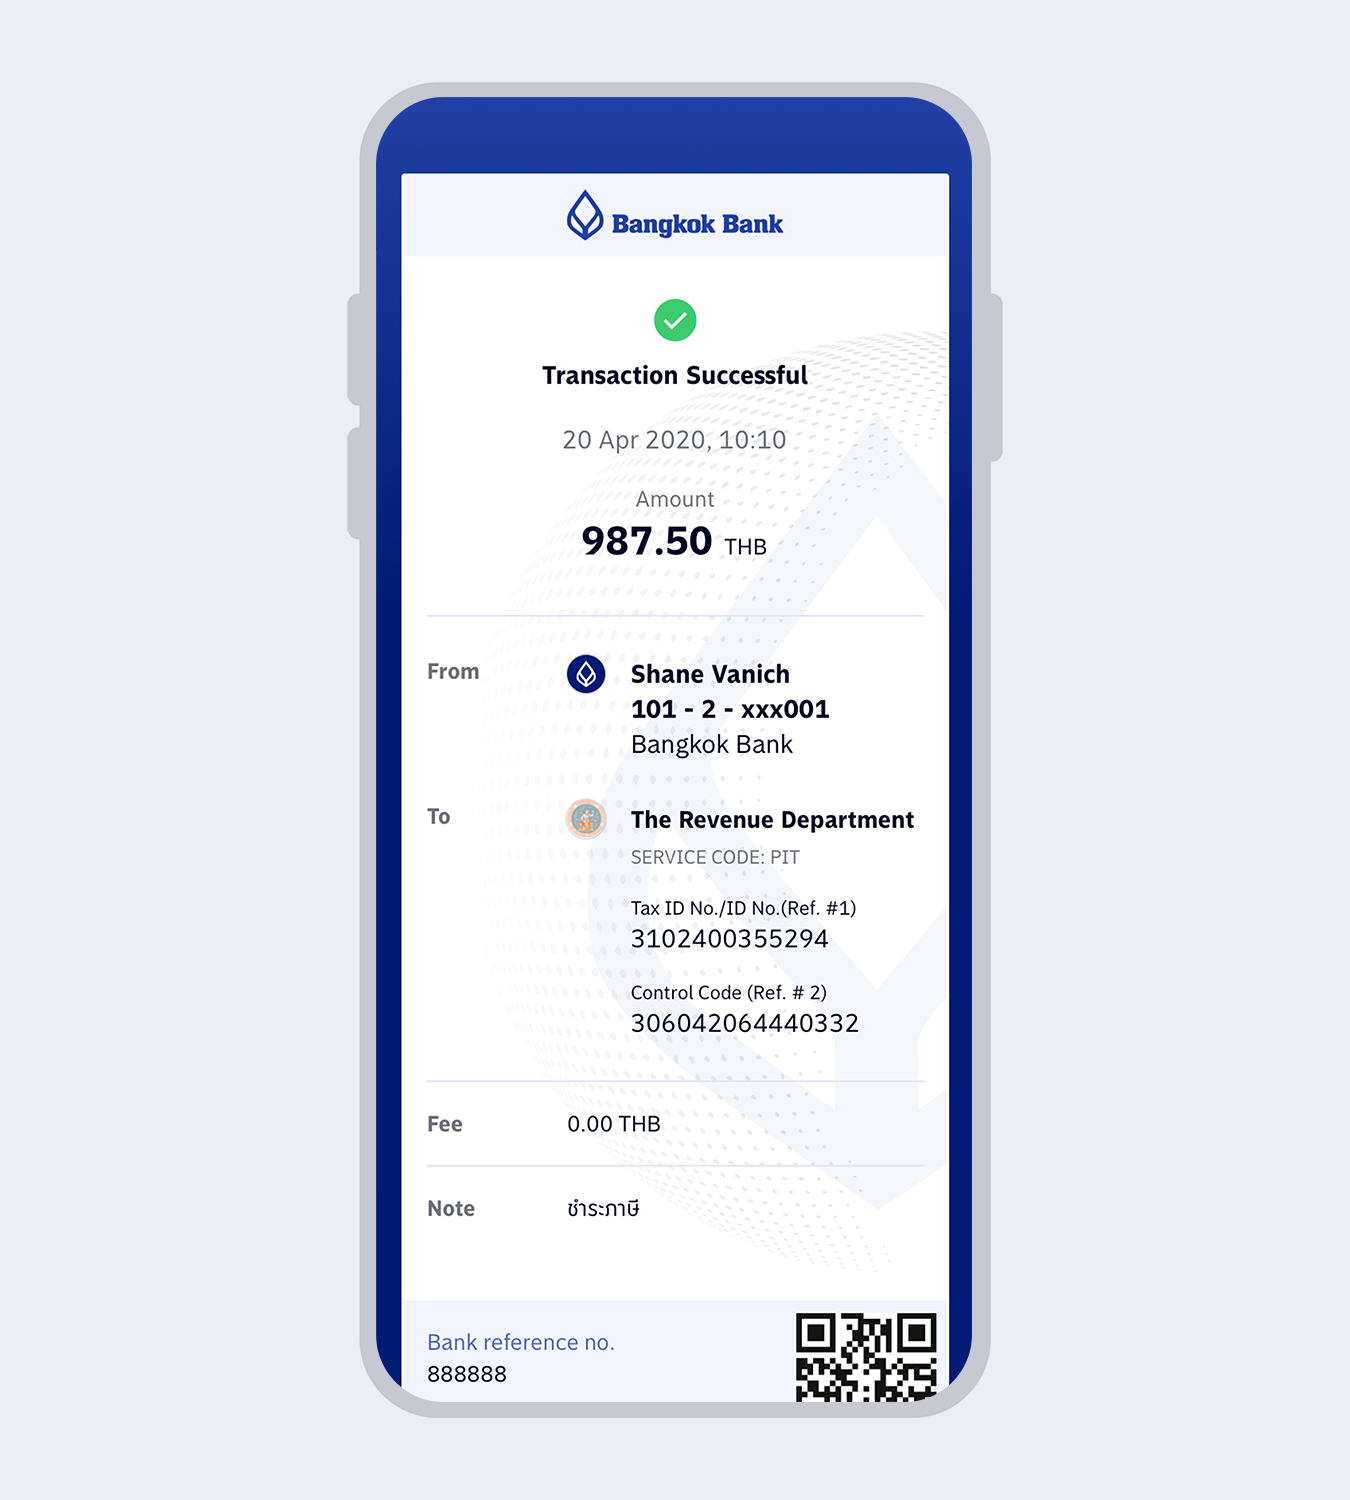 Bangkok Bank
Transaction Successful
20 Apr 2020, 10:10
Amount
987.50 THB
From
Shane Vanich
101 - 2 - xxx001
Bangkok Bank
To
The Revenue Department
SERVICE CODE: PIT
Tax ID No./ID No.(Ref. #1)
3102400355294
Control Code (Ref. # 2)
306042064440332
Fee
0.00 THB
Note
ชำระภาษี
Bank reference no.
888888